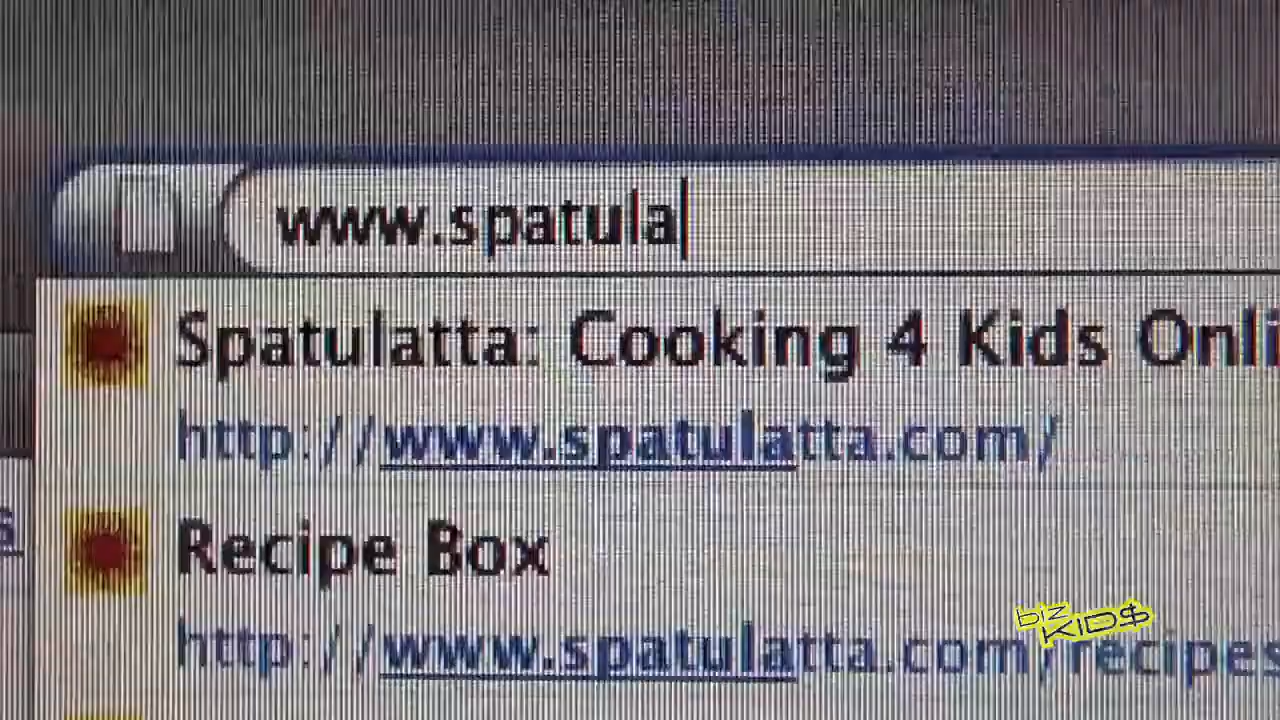 www.spatula
Spatulatta: Cooking 4 Kids Onli
http://www.spatulatta.com/
Recipe Box
http://www.spatulatta.com/recipes
biz
KID$